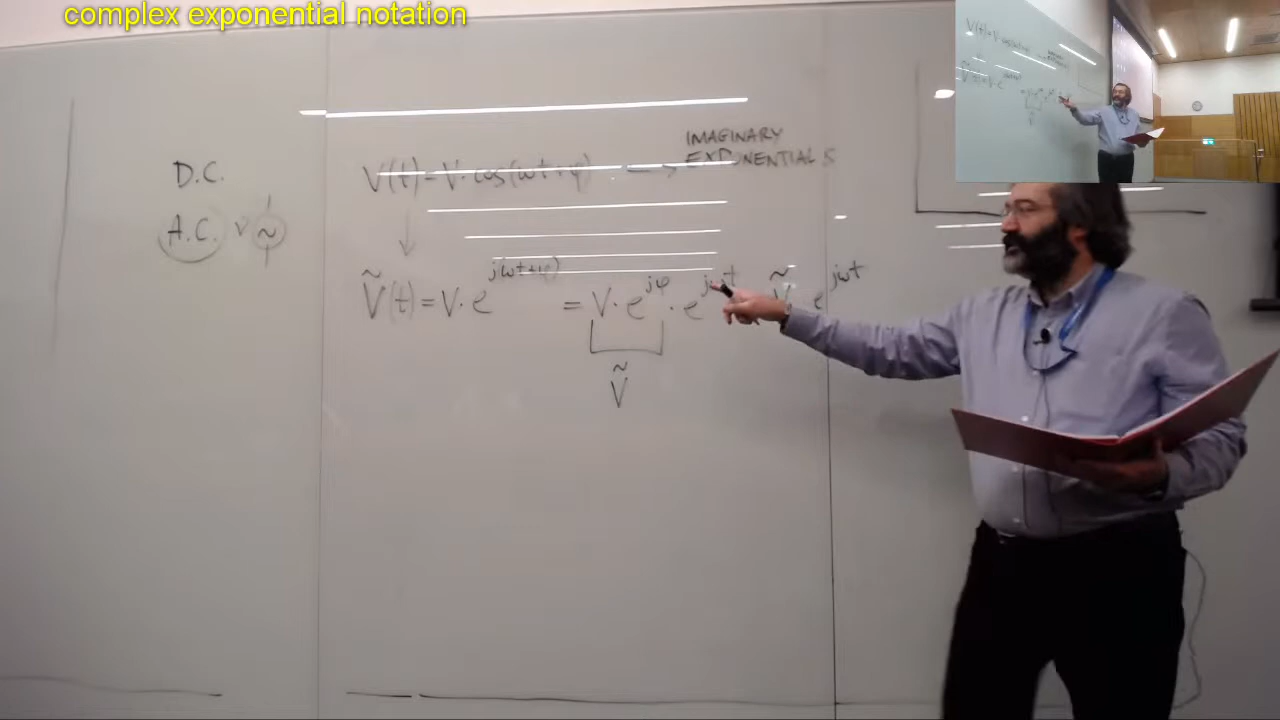 complex exponential notation
D.C.
A.C. V ~
V(t) = V · cos(ωt+φ) ⟵ ⟶ IMAGINARY
EXPONENTIALS
↓
Ṽ(t) = V · e^{j(ωt+φ)} = V · e^{jφ} · e^{jωt} Ṽ · e^{jωt}
Ṽ